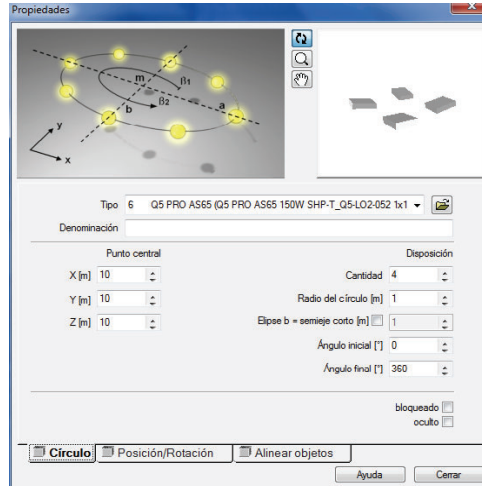 Propiedades
m
β1
β2
b
a
y
x
Tipo 6 Q5 PRO AS65 (Q5 PRO AS65 150W SHP-T_Q5-LO2-052 1x1
Denominación
Punto central Disposición
X [m] 10 Cantidad 4
Y [m] 10 Radio del círculo [m] 1
Z [m] 10 Elipse b = semieje corto [m] 1
Ángulo inicial [°] 0
Ángulo final [°] 360
bloqueado
oculto
Círculo Posición/Rotación Alinear objetos
Ayuda Cerrar